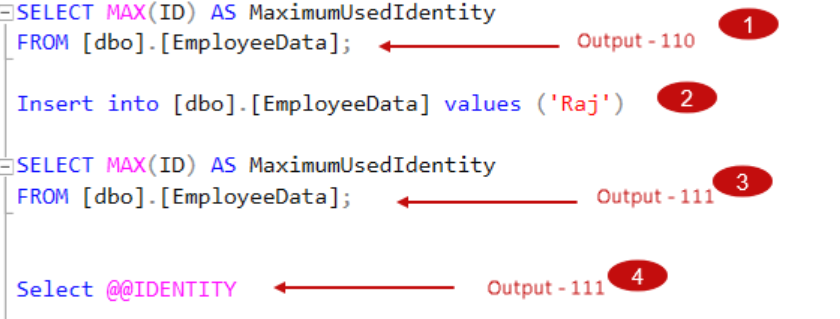 SELECT MAX(ID) AS MaximumUsedIdentity
1
FROM [dbo].[EmployeeData]; Output - 110
Insert into [dbo].[EmployeeData] values ('Raj') 2
SELECT MAX(ID) AS MaximumUsedIdentity
3
FROM [dbo].[EmployeeData]; Output - 111
4
Select @@IDENTITY Output - 111